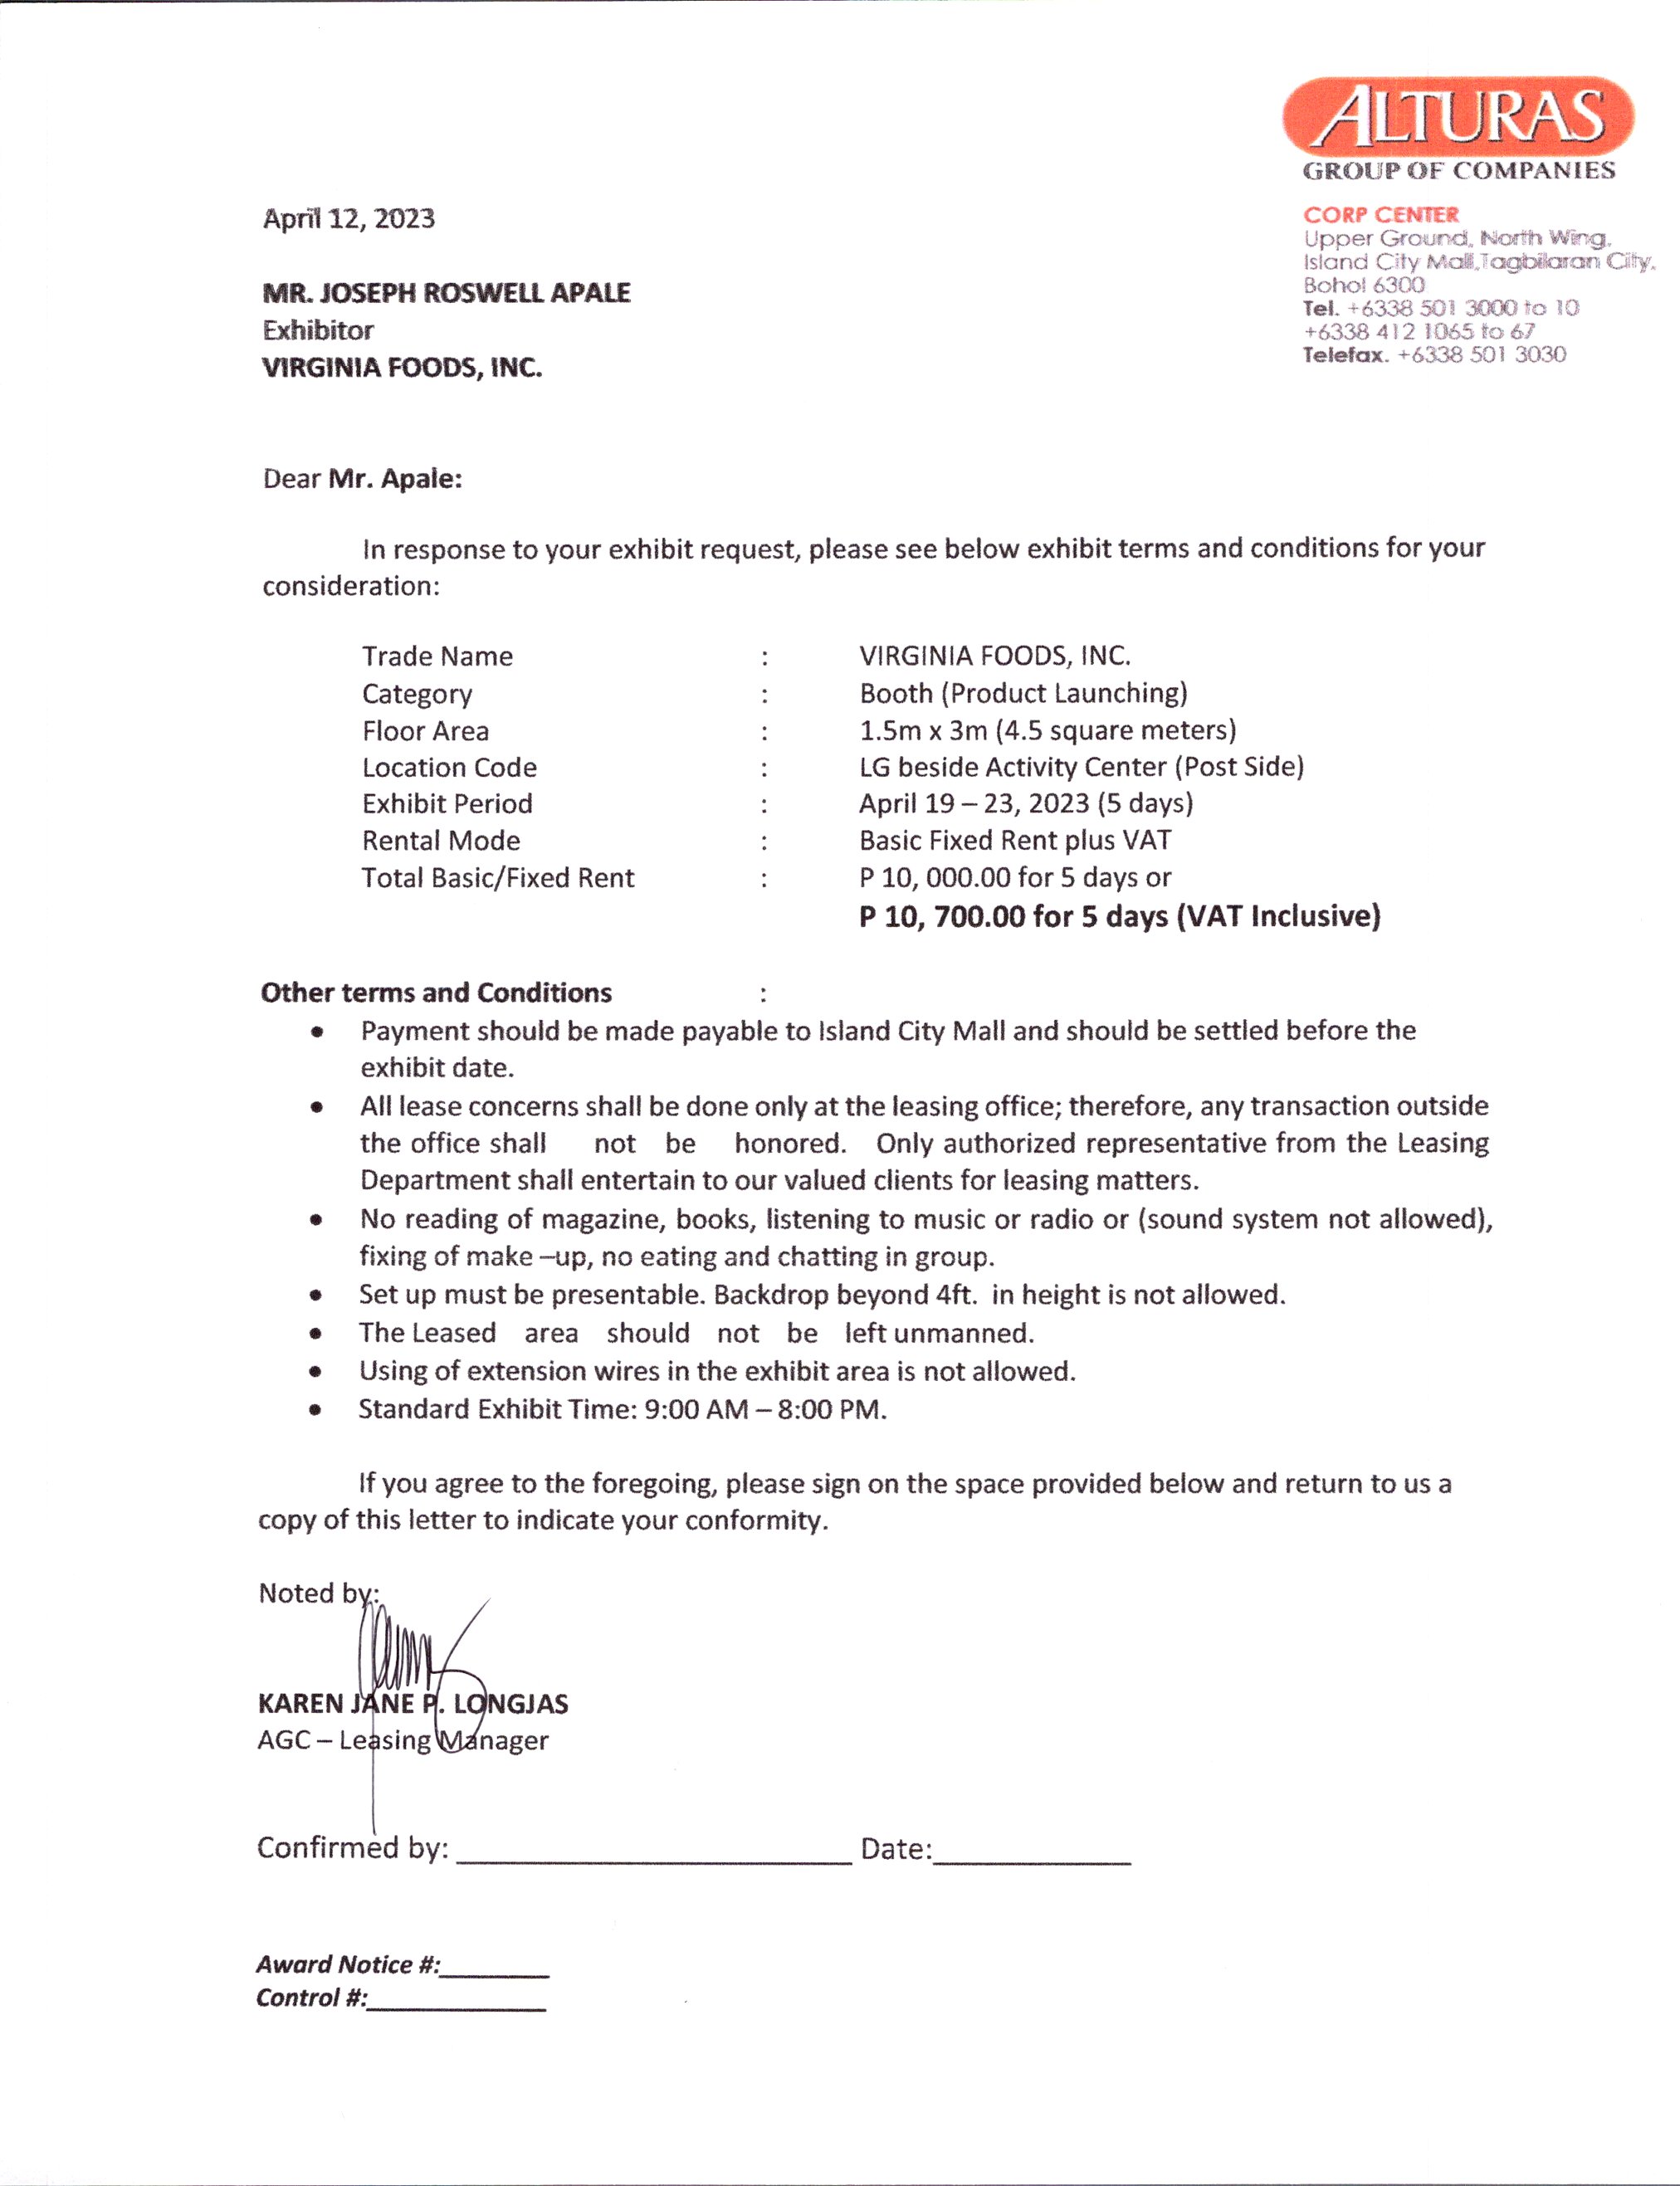 ALTURAS
GROUP OF COMPANIES
CORP CENTER
Upper Ground, North Wing,
Island City Mall, Tagbilaran City,
Bohol 6300
Tel. +6338 501 3000 to 10
+6338 412 1065 to 67
Telefax. +6338 501 3030
April 12, 2023
MR. JOSEPH ROSWELL APALE
Exhibitor
VIRGINIA FOODS, INC.
Dear Mr. Apale:
In response to your exhibit request, please see below exhibit terms and conditions for your
consideration:
Trade Name : VIRGINIA FOODS, INC.
Category : Booth (Product Launching)
Floor Area : 1.5m x 3m (4.5 square meters)
Location Code : LG beside Activity Center (Post Side)
Exhibit Period : April 19 – 23, 2023 (5 days)
Rental Mode : Basic Fixed Rent plus VAT
Total Basic/Fixed Rent : P 10, 000.00 for 5 days or
P 10, 700.00 for 5 days (VAT Inclusive)
Other terms and Conditions :
• Payment should be made payable to Island City Mall and should be settled before the
exhibit date.
• All lease concerns shall be done only at the leasing office; therefore, any transaction outside
the office shall not be honored. Only authorized representative from the Leasing
Department shall entertain to our valued clients for leasing matters.
• No reading of magazine, books, listening to music or radio or (sound system not allowed),
fixing of make –up, no eating and chatting in group.
• Set up must be presentable. Backdrop beyond 4ft. in height is not allowed.
• The Leased area should not be left unmanned.
• Using of extension wires in the exhibit area is not allowed.
• Standard Exhibit Time: 9:00 AM – 8:00 PM.
If you agree to the foregoing, please sign on the space provided below and return to us a
copy of this letter to indicate your conformity.
Noted by:
KAREN JANE P. LONGJAS
AGC – Leasing Manager
Confirmed by: ____________________ Date:__________
Award Notice #:________
Control #:_____________